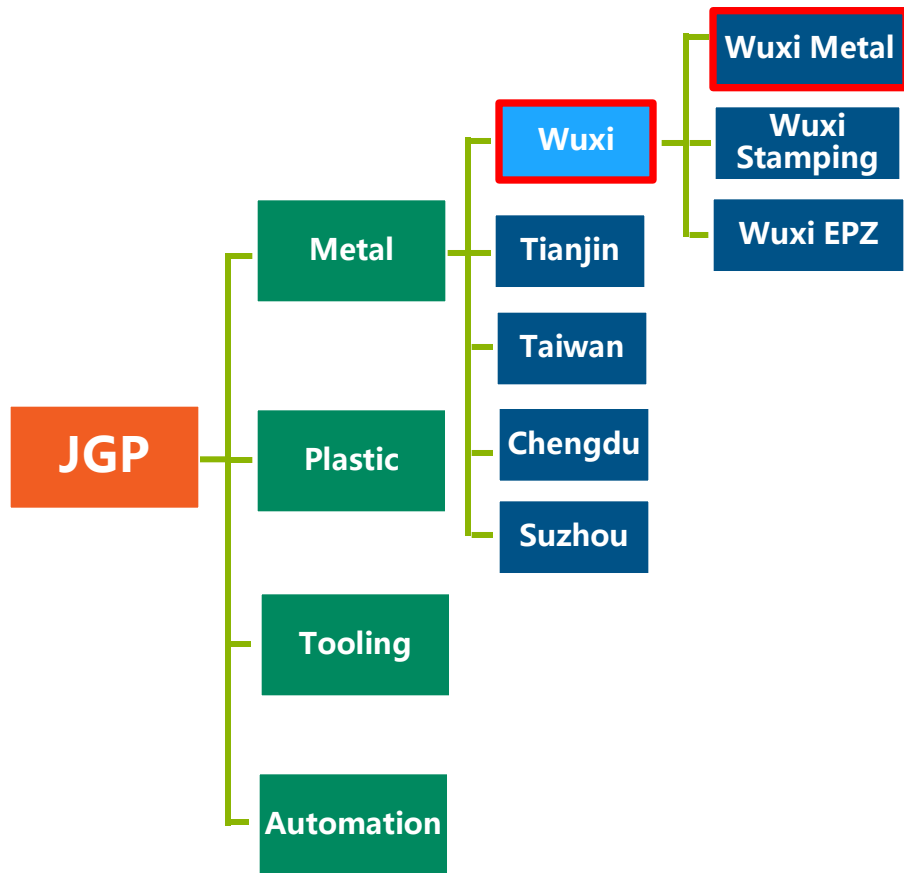 JGP
Metal
Plastic
Tooling
Automation
Wuxi
Tianjin
Taiwan
Chengdu
Suzhou
Wuxi Metal
Wuxi
Stamping
Wuxi EPZ